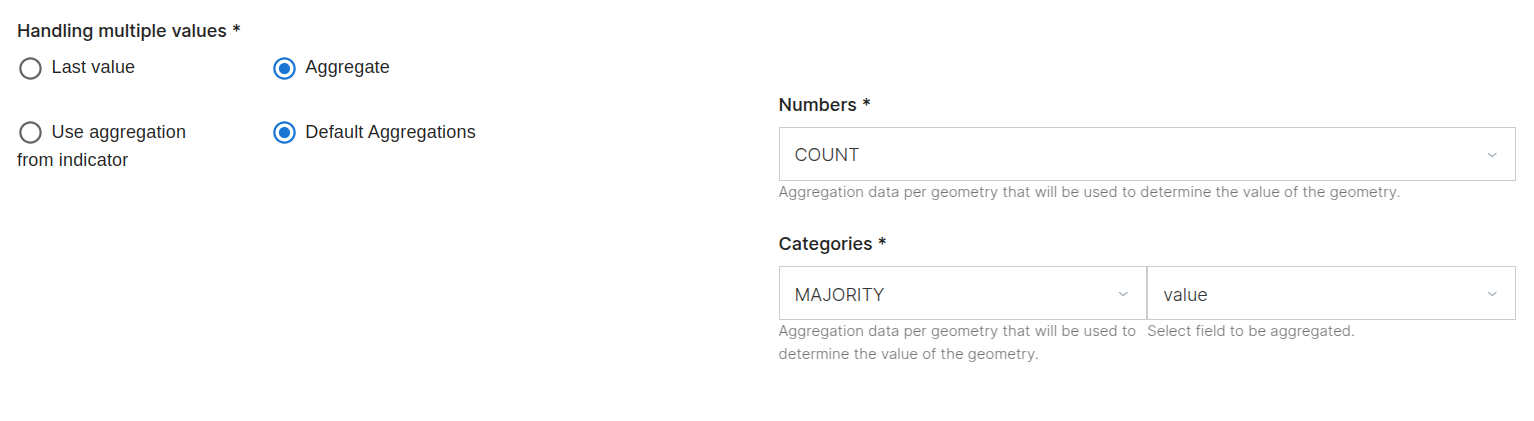 Handling multiple values *
Last value
Aggregate
Use aggregation
from indicator
Default Aggregations
Numbers *
COUNT
Aggregation data per geometry that will be used to determine the value of the geometry.
Categories *
MAJORITY
value
Aggregation data per geometry that will be used to
determine the value of the geometry.
Select field to be aggregated.